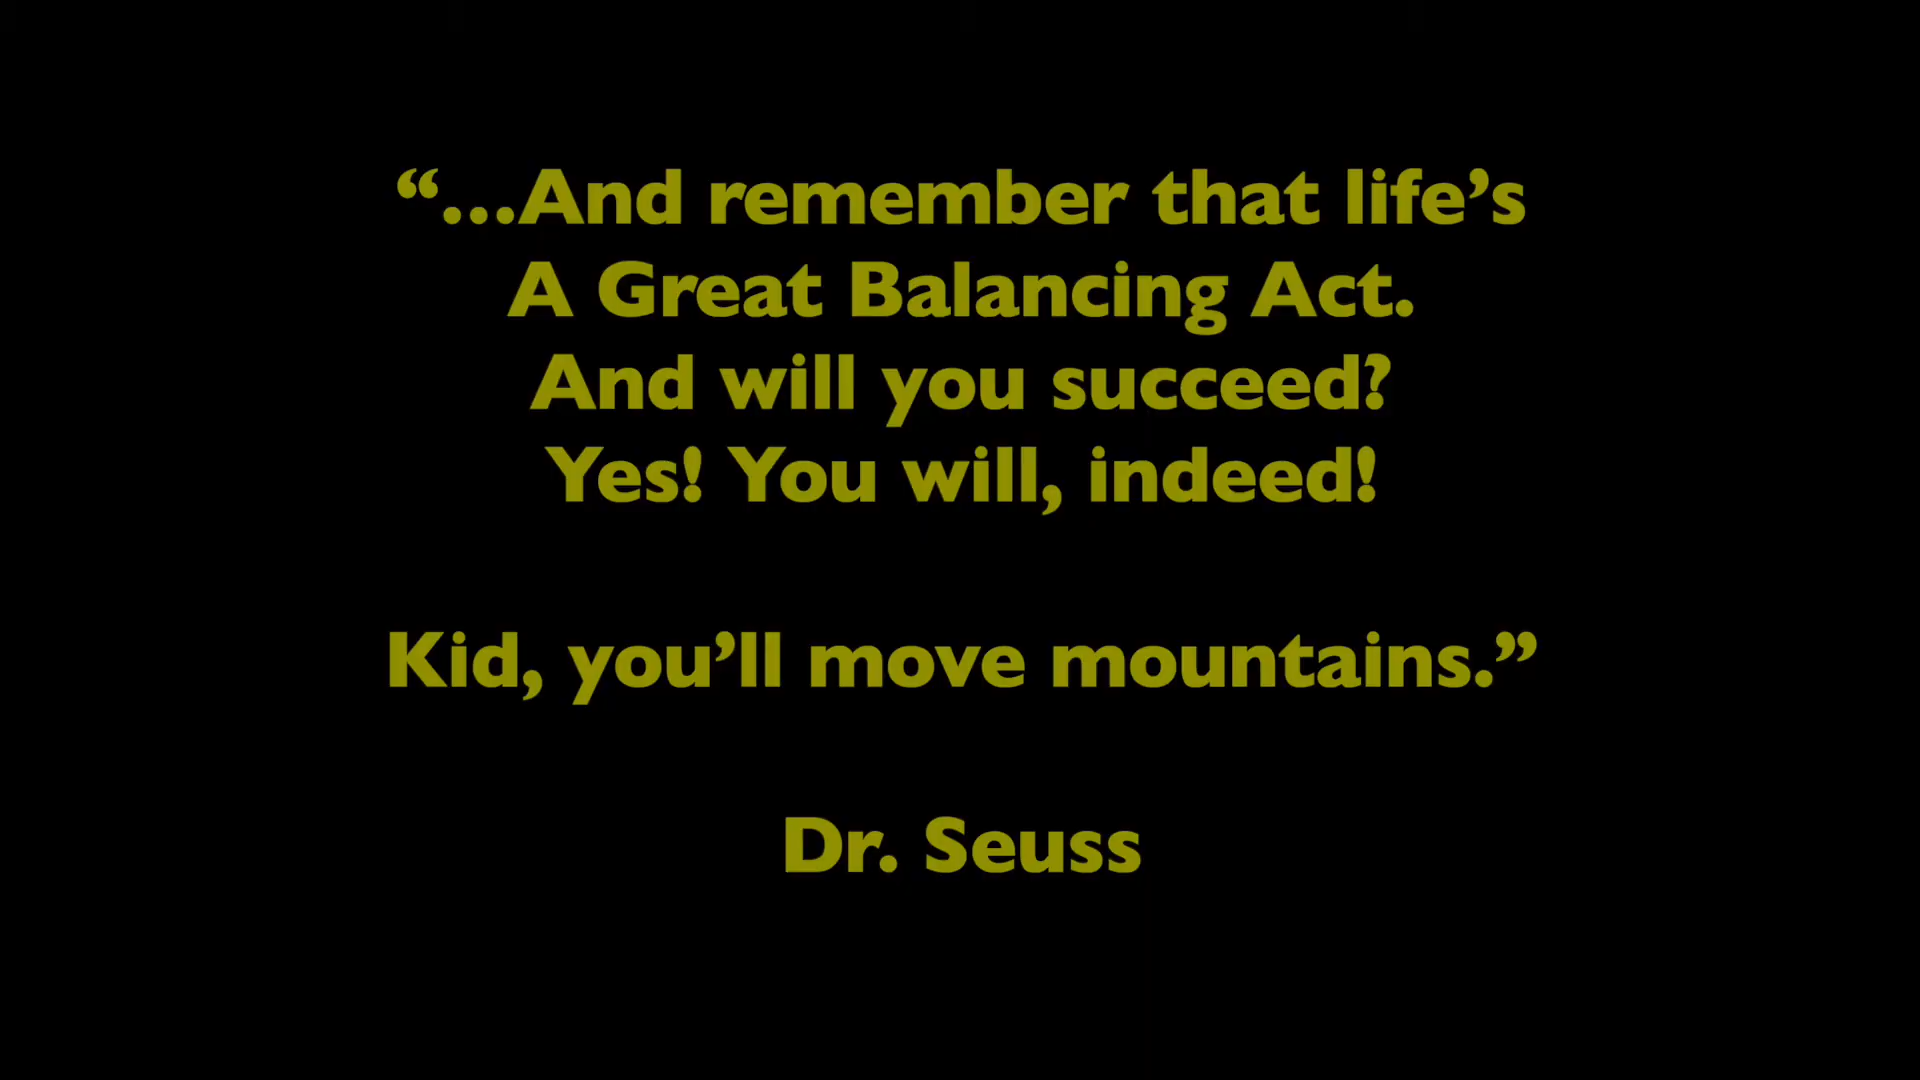 “...And remember that life’s
A Great Balancing Act.
And will you succeed?
Yes! You will, indeed!
Kid, you’ll move mountains.”
Dr. Seuss